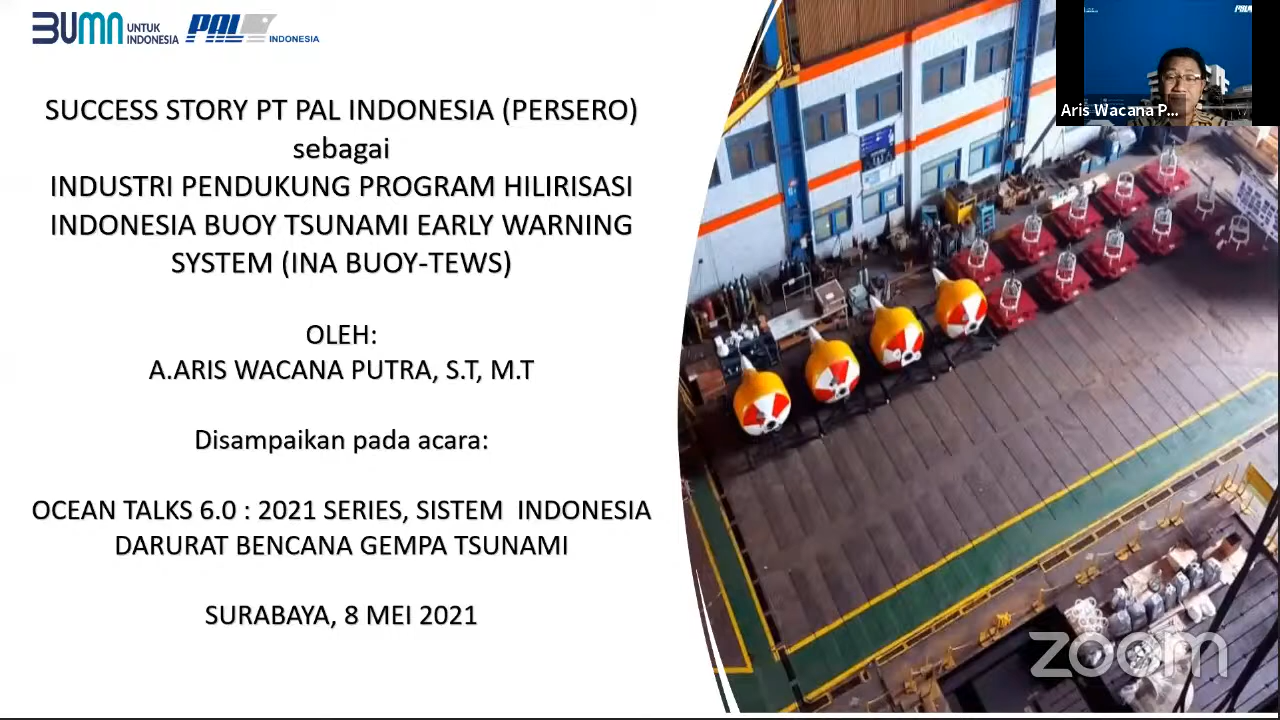 BUMN UNTUK INDONESIA
PAL INDONESIA
SUCCESS STORY PT PAL INDONESIA (PERSERO)
sebagai
INDUSTRI PENDUKUNG PROGRAM HILIRISASI
INDONESIA BUOY TSUNAMI EARLY WARNING
SYSTEM (INA BUOY-TEWS)
OLEH:
A.ARIS WACANA PUTRA, S.T, M.T
Disampaikan pada acara:
OCEAN TALKS 6.0 : 2021 SERIES, SISTEM INDONESIA
DARURAT BENCANA GEMPA TSUNAMI
SURABAYA, 8 MEI 2021
Aris Wacana P...
zoom